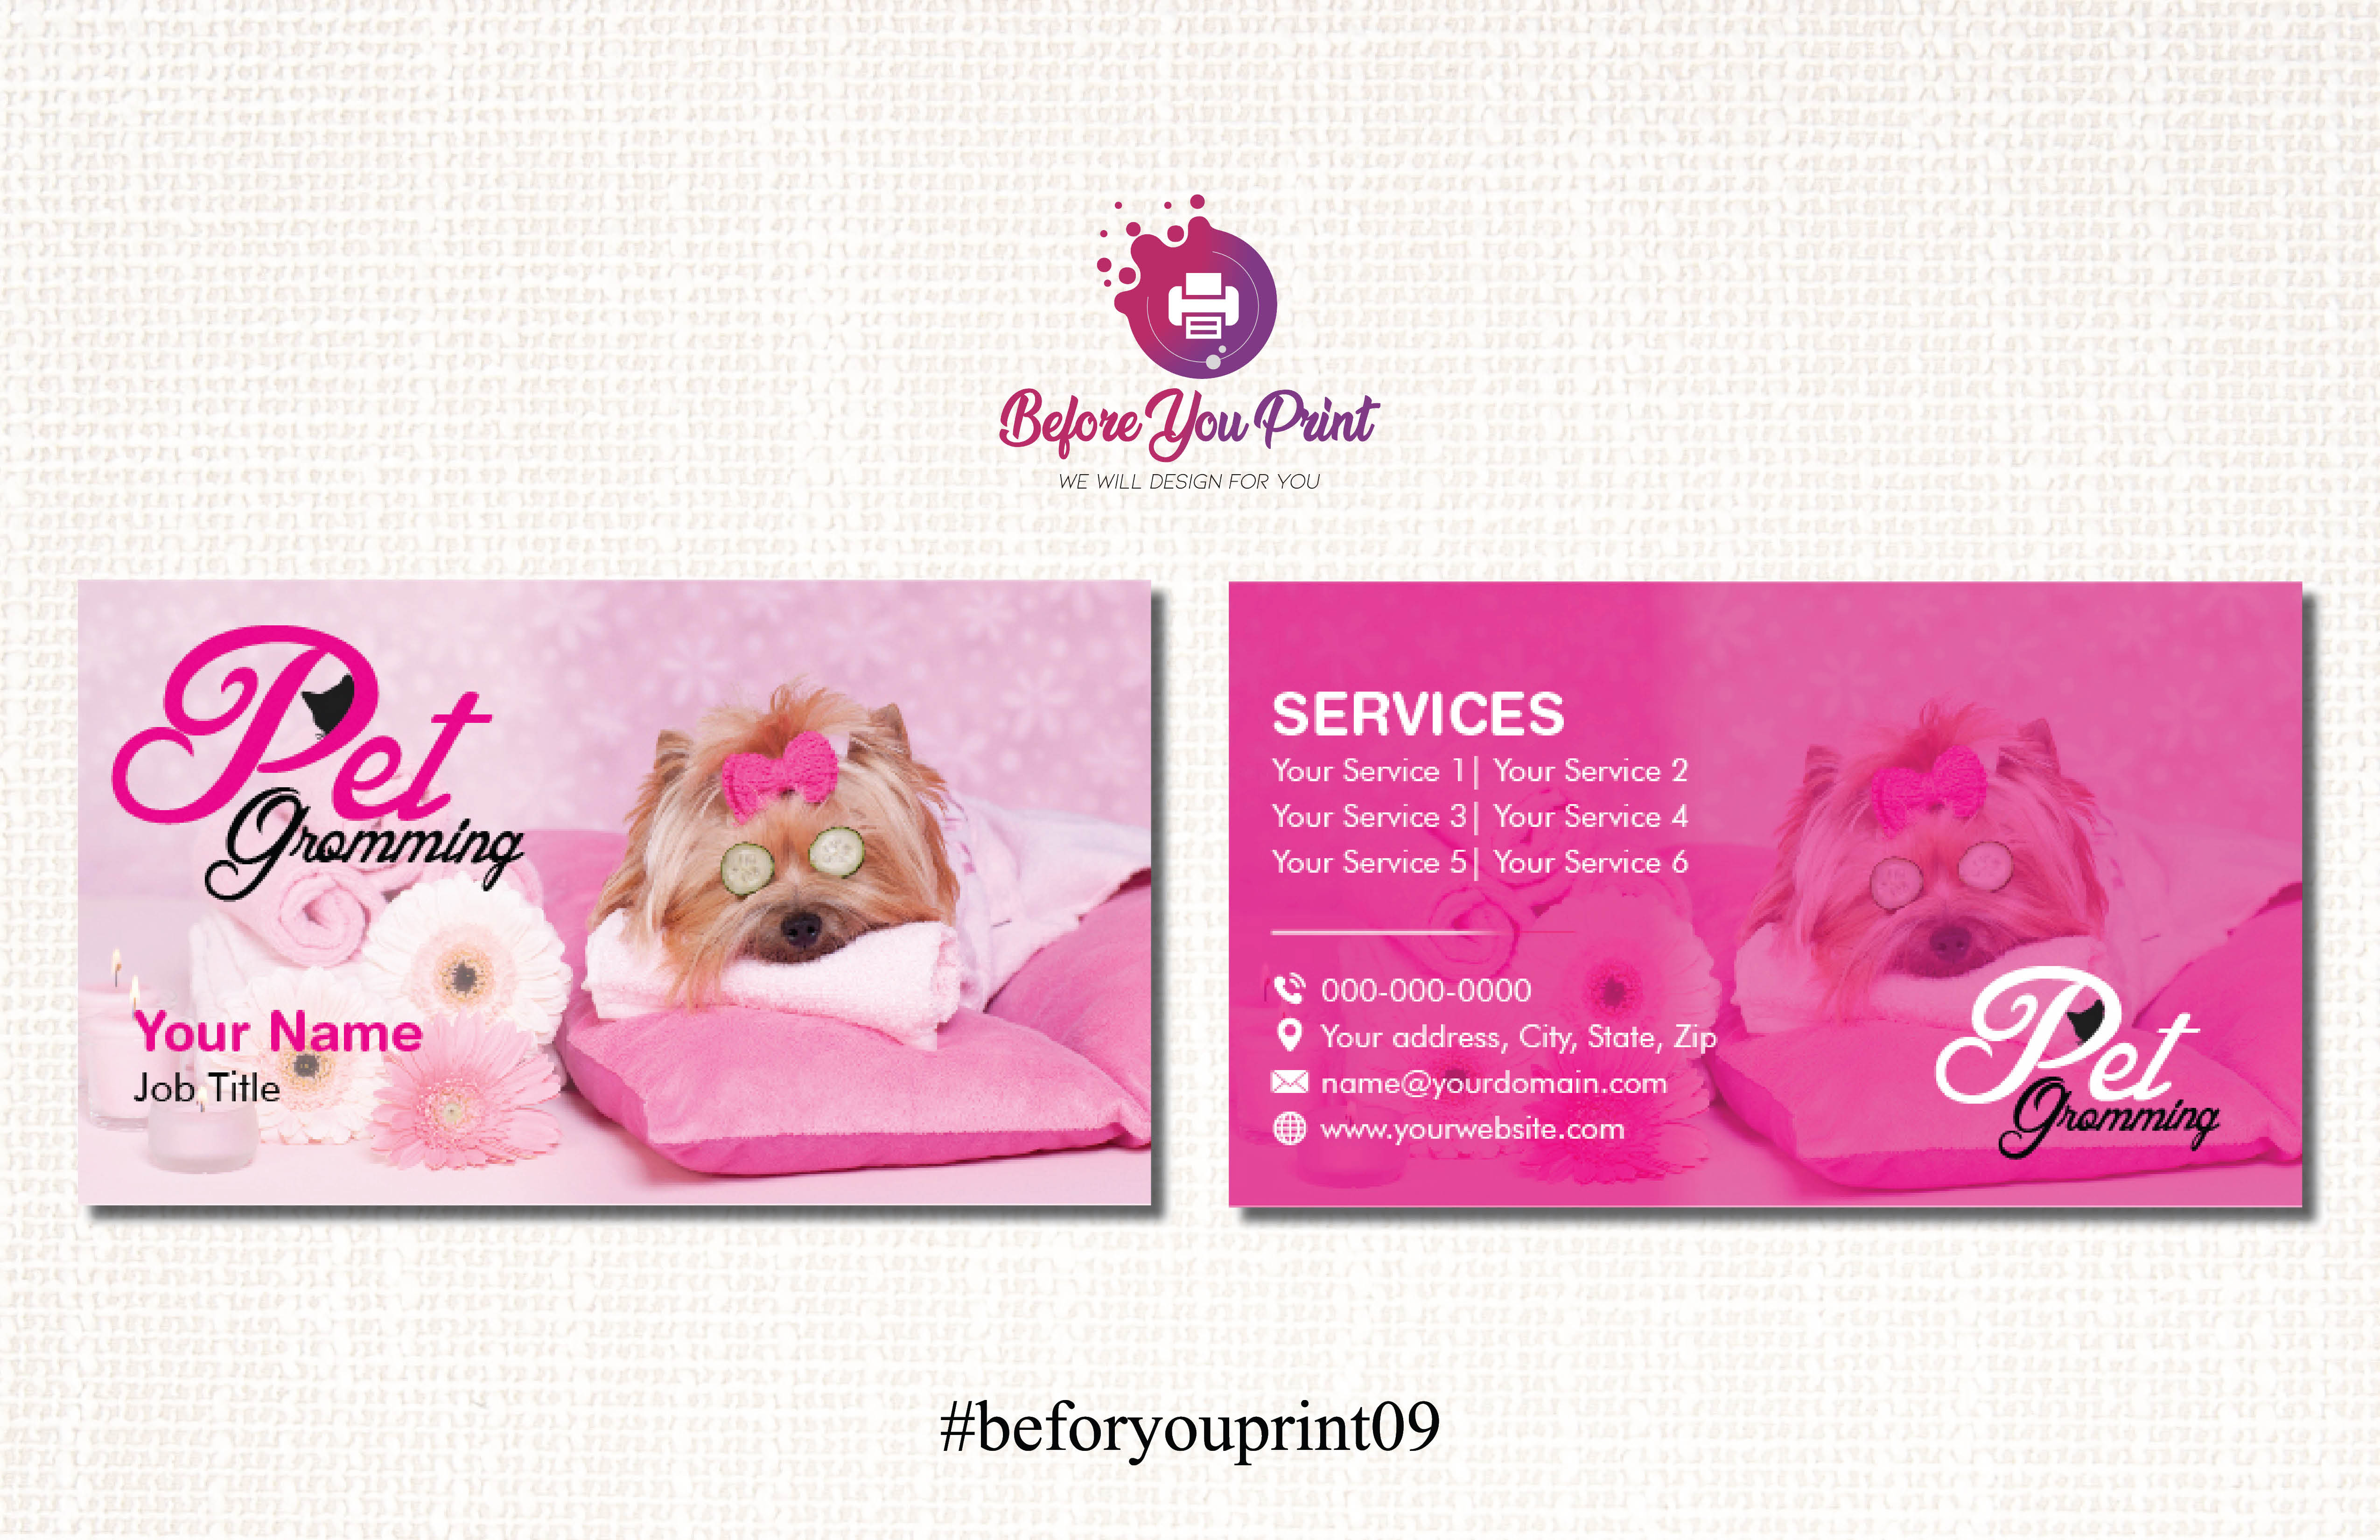 Before You Print
WE WILL DESIGN FOR YOU
Pet
Gromming
Your Name
Job Title
SERVICES
Your Service 1| Your Service 2
Your Service 3| Your Service 4
Your Service 5| Your Service 6
000-000-0000
Your address, City, State, Zip
name@yourdomain.com
www.yourwebsite.com
Pet
Gromming
#beforyouprint09